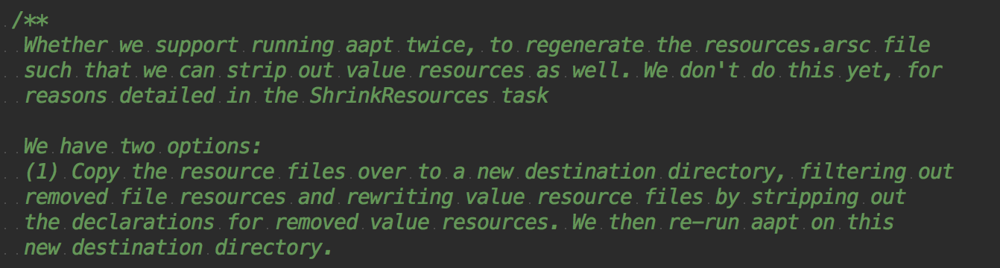 /**
Whether we support running aapt twice, to regenerate the resources.arsc file
such that we can strip out value resources as well. We don't do this yet, for
reasons detailed in the ShrinkResources task
We have two options:
(1) Copy the resource files over to a new destination directory, filtering out
removed file resources and rewriting value resource files by stripping out
the declarations for removed value resources. We then re-run aapt on this
new destination directory.